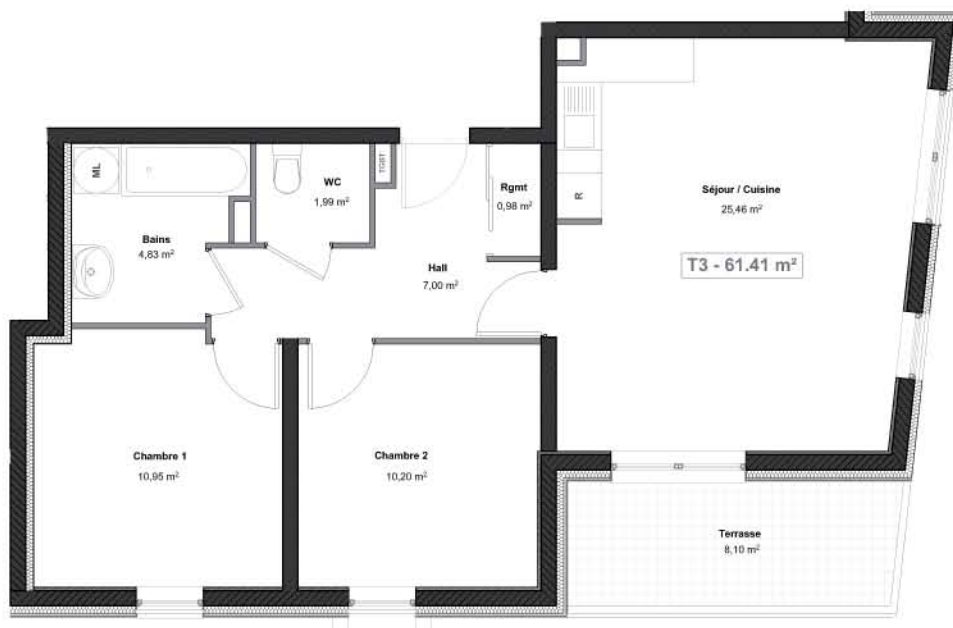 ML
WC
1,99 m²
TGBT
Rgmt
0,98 m²
R
Séjour / Cuisine
25,46 m²
Bains
4,83 m²
Hall
7,00 m²
T3 - 61.41 m²
Chambre 1
10,95 m²
Chambre 2
10,20 m²
Terrasse
8,10 m²